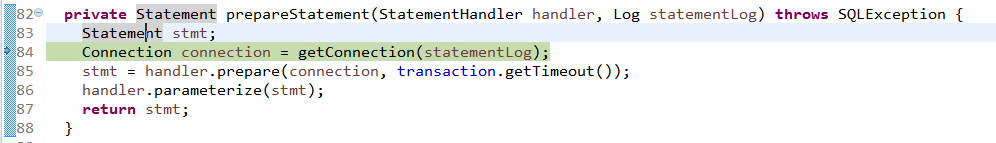 82 private Statement prepareStatement(StatementHandler handler, Log statementLog) throws SQLException {
83 Statement stmt;
84 Connection connection = getConnection(statementLog);
85 stmt = handler.prepare(connection, transaction.getTimeout());
86 handler.parameterize(stmt);
87 return stmt;
88 }